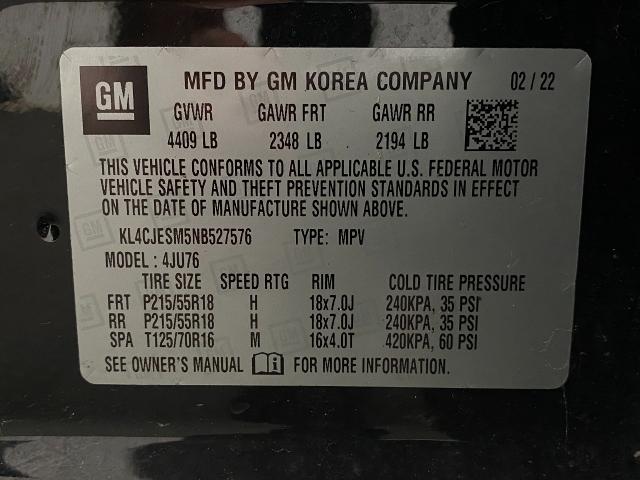 GM
MFD BY GM KOREA COMPANY 02 / 22
GVWR GAWR FRT GAWR RR
4409 LB 2348 LB 2194 LB
THIS VEHICLE CONFORMS TO ALL APPLICABLE U.S. FEDERAL MOTOR
VEHICLE SAFETY AND THEFT PREVENTION STANDARDS IN EFFECT
ON THE DATE OF MANUFACTURE SHOWN ABOVE.
KL4CJESM5NB527576 TYPE: MPV
MODEL : 4JU76
TIRE SIZE SPEED RTG RIM COLD TIRE PRESSURE
FRT P215/55R18 H 18x7.0J 240KPA, 35 PSI
RR P215/55R18 H 18x7.0J 240KPA, 35 PSI
SPA T125/70R16 M 16x4.0T 420KPA, 60 PSI
SEE OWNER'S MANUAL FOR MORE INFORMATION